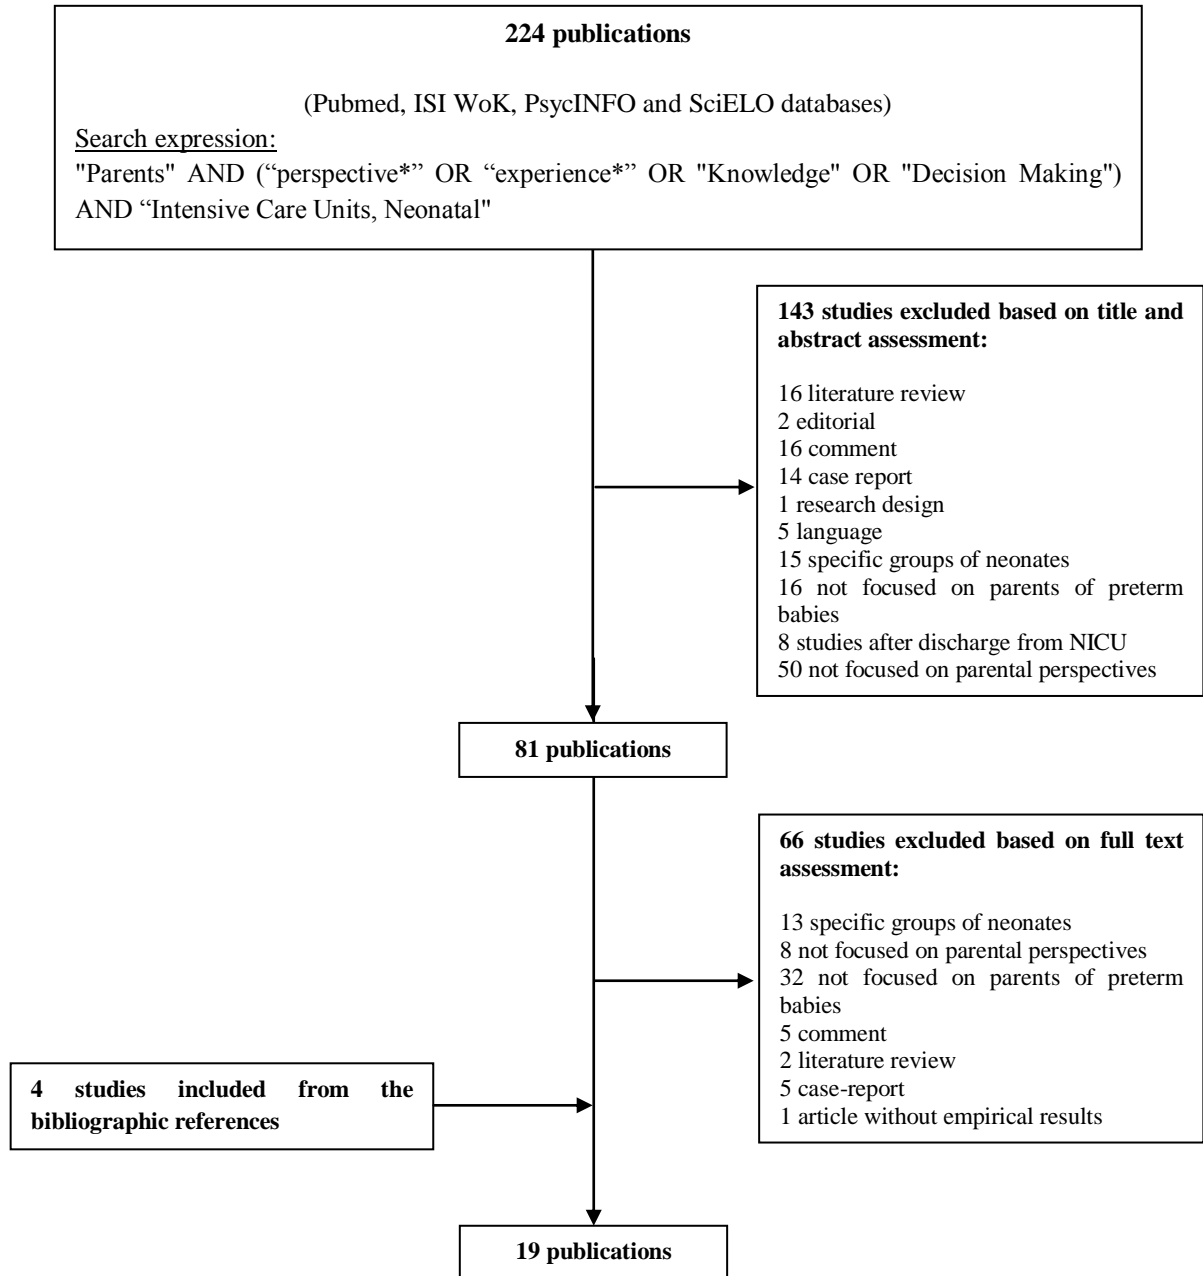 224 publications
(Pubmed, ISI WoK, PsycINFO and SciELO databases)
Search expression:
"Parents" AND (“perspective*” OR “experience*” OR "Knowledge" OR "Decision Making")
AND “Intensive Care Units, Neonatal"
143 studies excluded based on title and
abstract assessment:
16 literature review
2 editorial
16 comment
14 case report
1 research design
5 language
15 specific groups of neonates
16 not focused on parents of preterm
babies
8 studies after discharge from NICU
50 not focused on parental perspectives
81 publications
66 studies excluded based on full text
assessment:
13 specific groups of neonates
8 not focused on parental perspectives
32 not focused on parents of preterm
babies
5 comment
2 literature review
5 case-report
1 article without empirical results
4 studies included from the
bibliographic references
19 publications